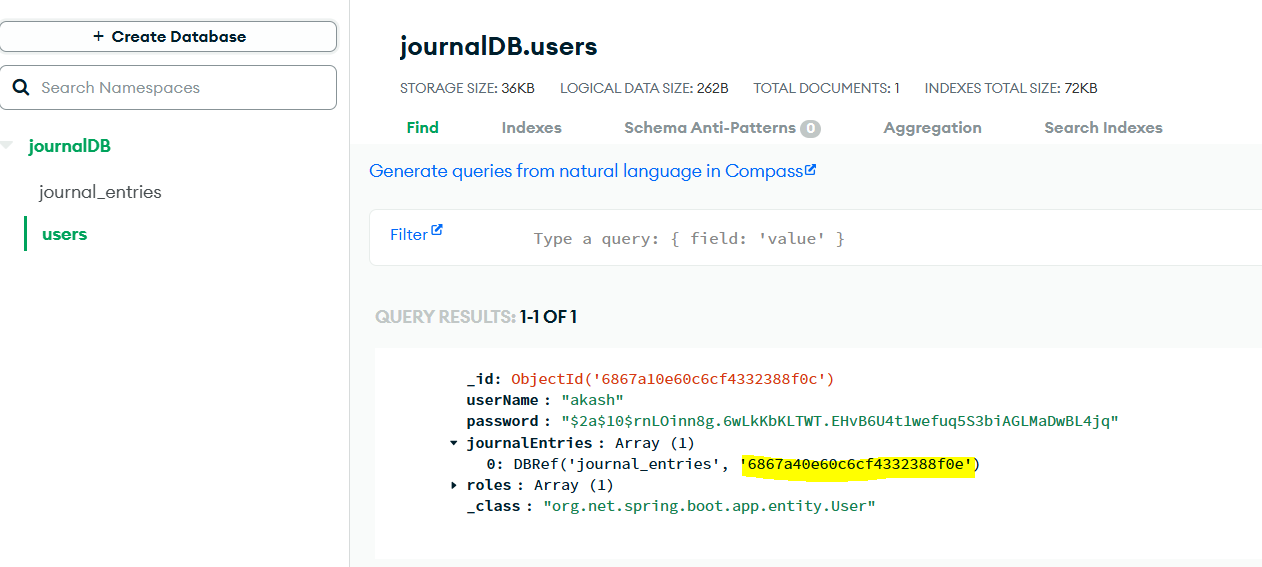 + Create Database
Search Namespaces
journalDB
journal_entries
users
journalDB.users
STORAGE SIZE: 36KB LOGICAL DATA SIZE: 262B TOTAL DOCUMENTS: 1 INDEXES TOTAL SIZE: 72KB
Find Indexes Schema Anti-Patterns 0 Aggregation Search Indexes
Generate queries from natural language in Compass
Filter Type a query: { field: 'value' }
QUERY RESULTS: 1-1 OF 1
_id: ObjectId('6867a10e60c6cf4332388f0c')
userName : "akash"
password : "$2a$10$rnLOinn8g.6wLkKbKLTWT.EHvB6U4t1wefuq5S3biAGLMaDwBL4jq"
journalEntries : Array (1)
0: DBRef('journal_entries', '6867a40e60c6cf4332388f0e')
roles : Array (1)
_class : "org.net.spring.boot.app.entity.User"